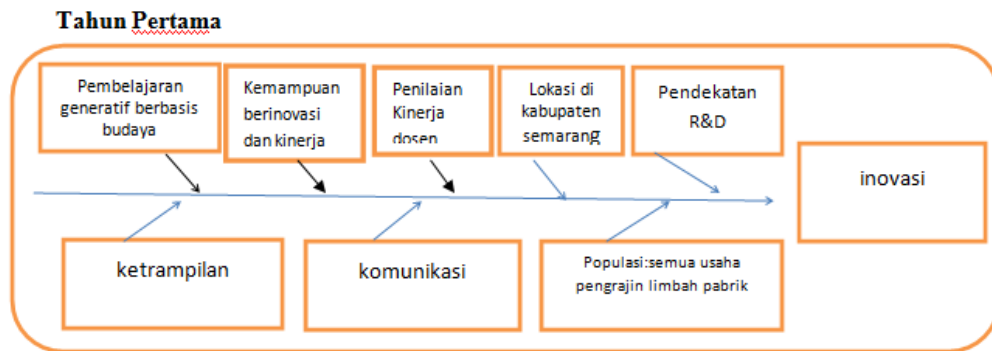 Tahun Pertama
Pembelajaran
generatif berbasis
budaya
Kemampuan
berinovasi
dan kinerja
Penilaian
Kinerja
dosen
Lokasi di
kabupaten
semarang
Pendekatan
R&D
inovasi
ketrampilan
komunikasi
Populasi:semua usaha
pengrajin limbah pabrik